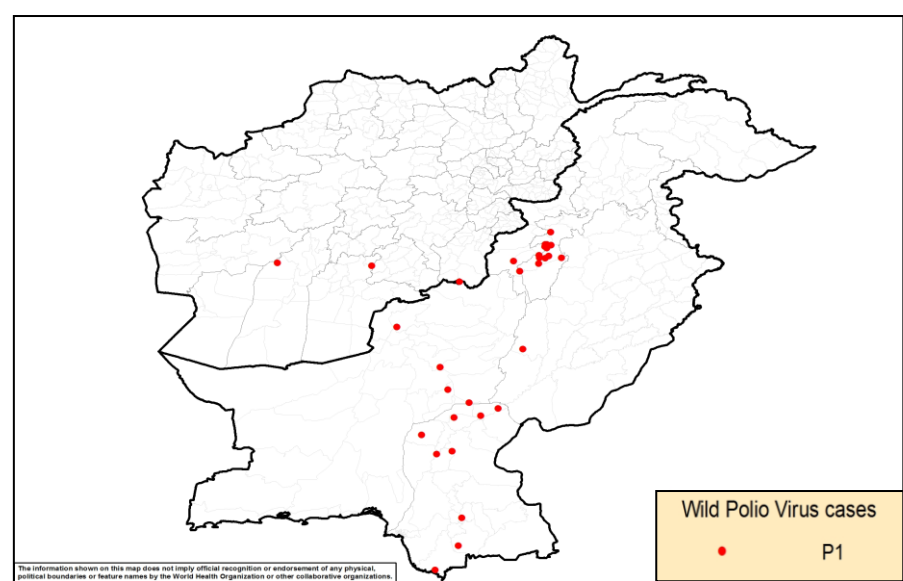 Wild Polio Virus cases
P1
The information shown on this map does not imply official recognition or endorsement of any physical,
political boundaries or feature names by the World Health Organization or other collaborative organizations.